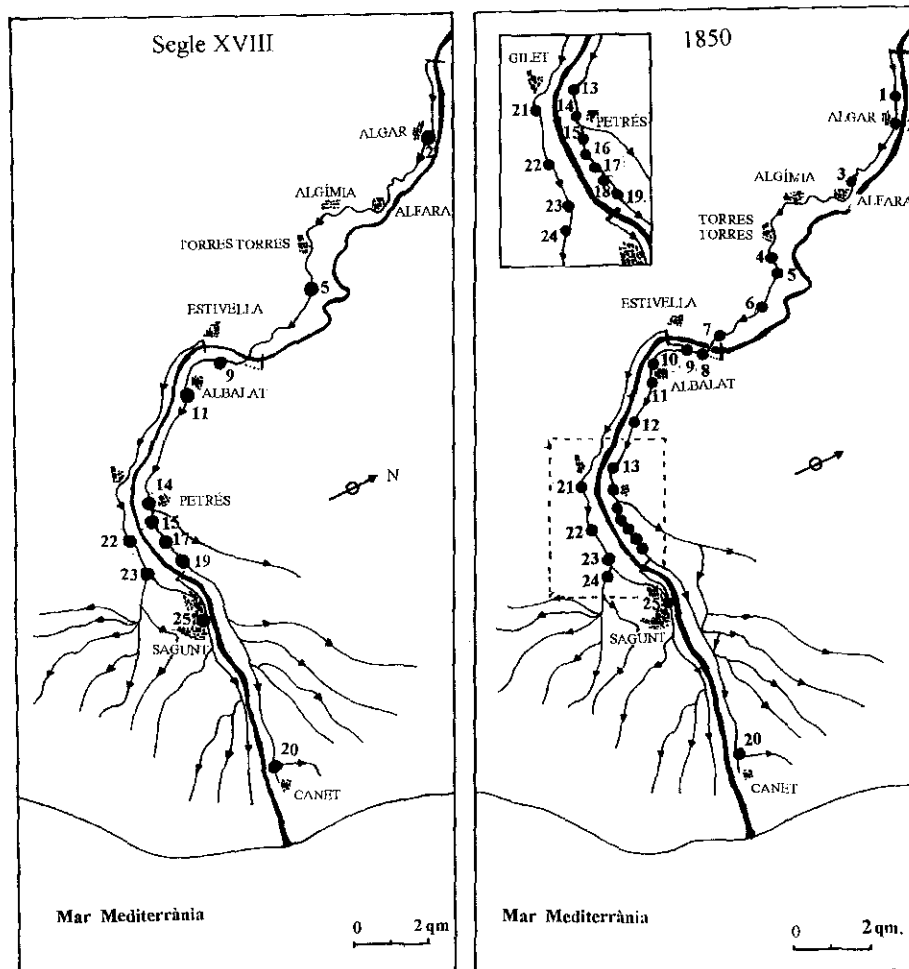 Segle XVIII
ALGAR
2
ALGÍMIA
ALFARA
TORRES TORRES
5
ESTIVELLA
9
ALBALAT
11
N
14
PETRÉS
15
17
22
19
23
25
SAGUNT
20
CANET
Mar Mediterrània
0 2 qm.
1850
GILET
13
21
14
PETRÉS
15
16
22
17
18
19
23
24
1
ALGAR
3
ALGÍMIA
ALFARA
TORRES
TORRES
4
5
6
ESTIVELLA
7
10
9
8
ALBALAT
11
12
13
21
22
23
24
25
SAGUNT
20
CANET
Mar Mediterrània
0 2 qm.